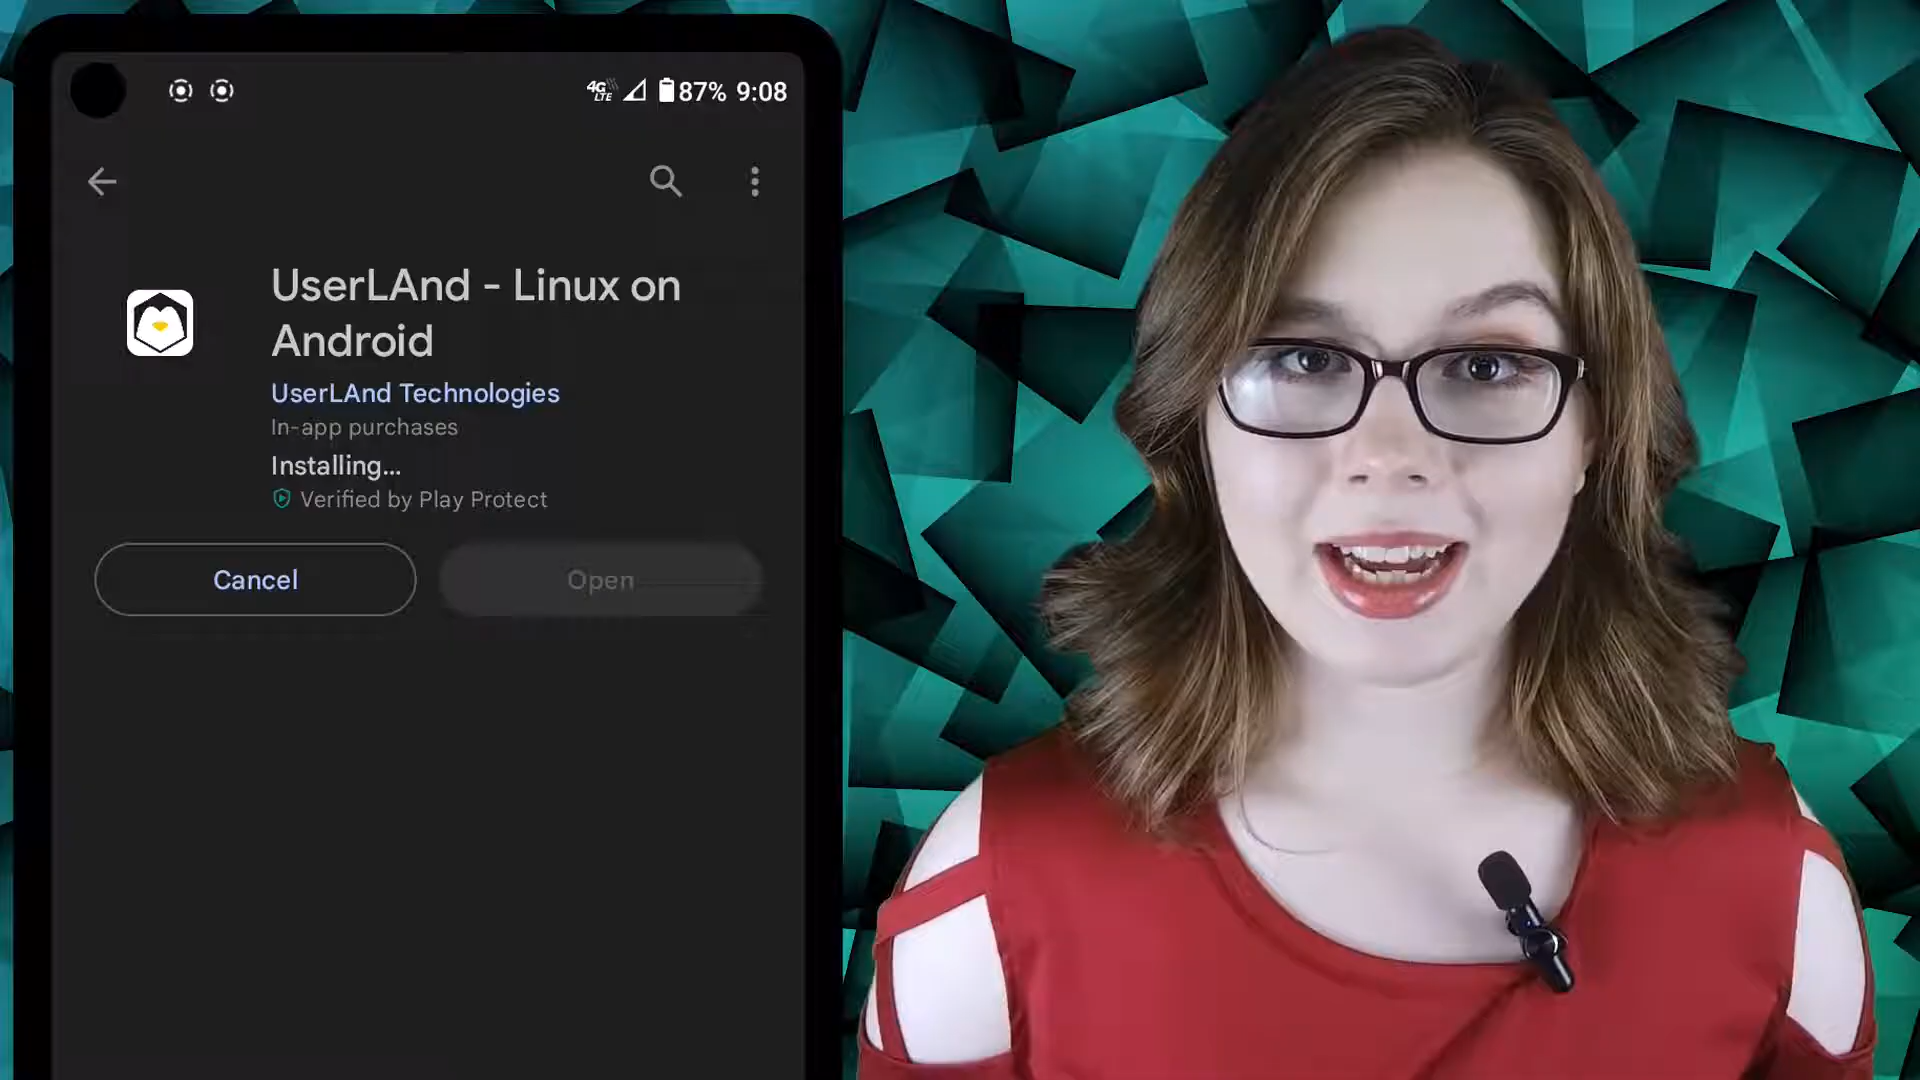 4G LTE 87% 9:08
UserLAnd - Linux on
Android
UserLAnd Technologies
In-app purchases
Installing...
Verified by Play Protect
Cancel
Open